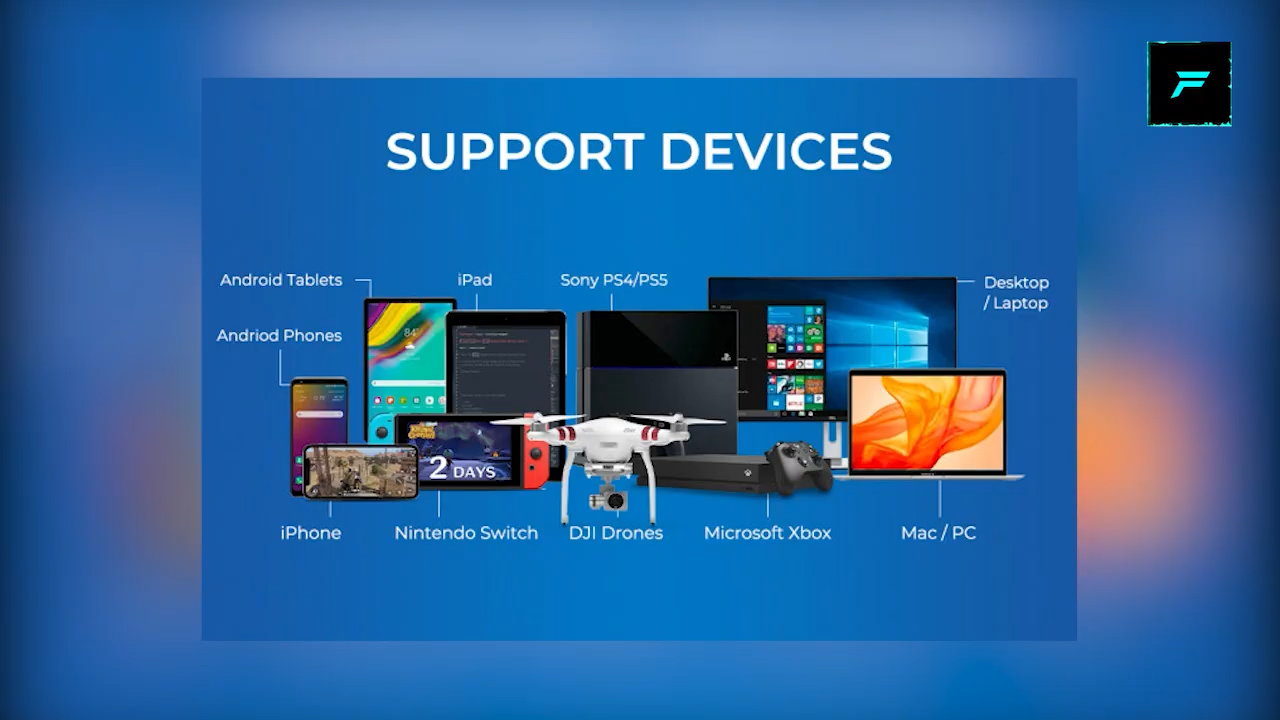 SUPPORT DEVICES
Android Tablets
iPad
Sony PS4/PS5
Desktop
/ Laptop
Andriod Phones
84°
2 DAYS
iPhone
Nintendo Switch
DJI Drones
Microsoft Xbox
Mac / PC